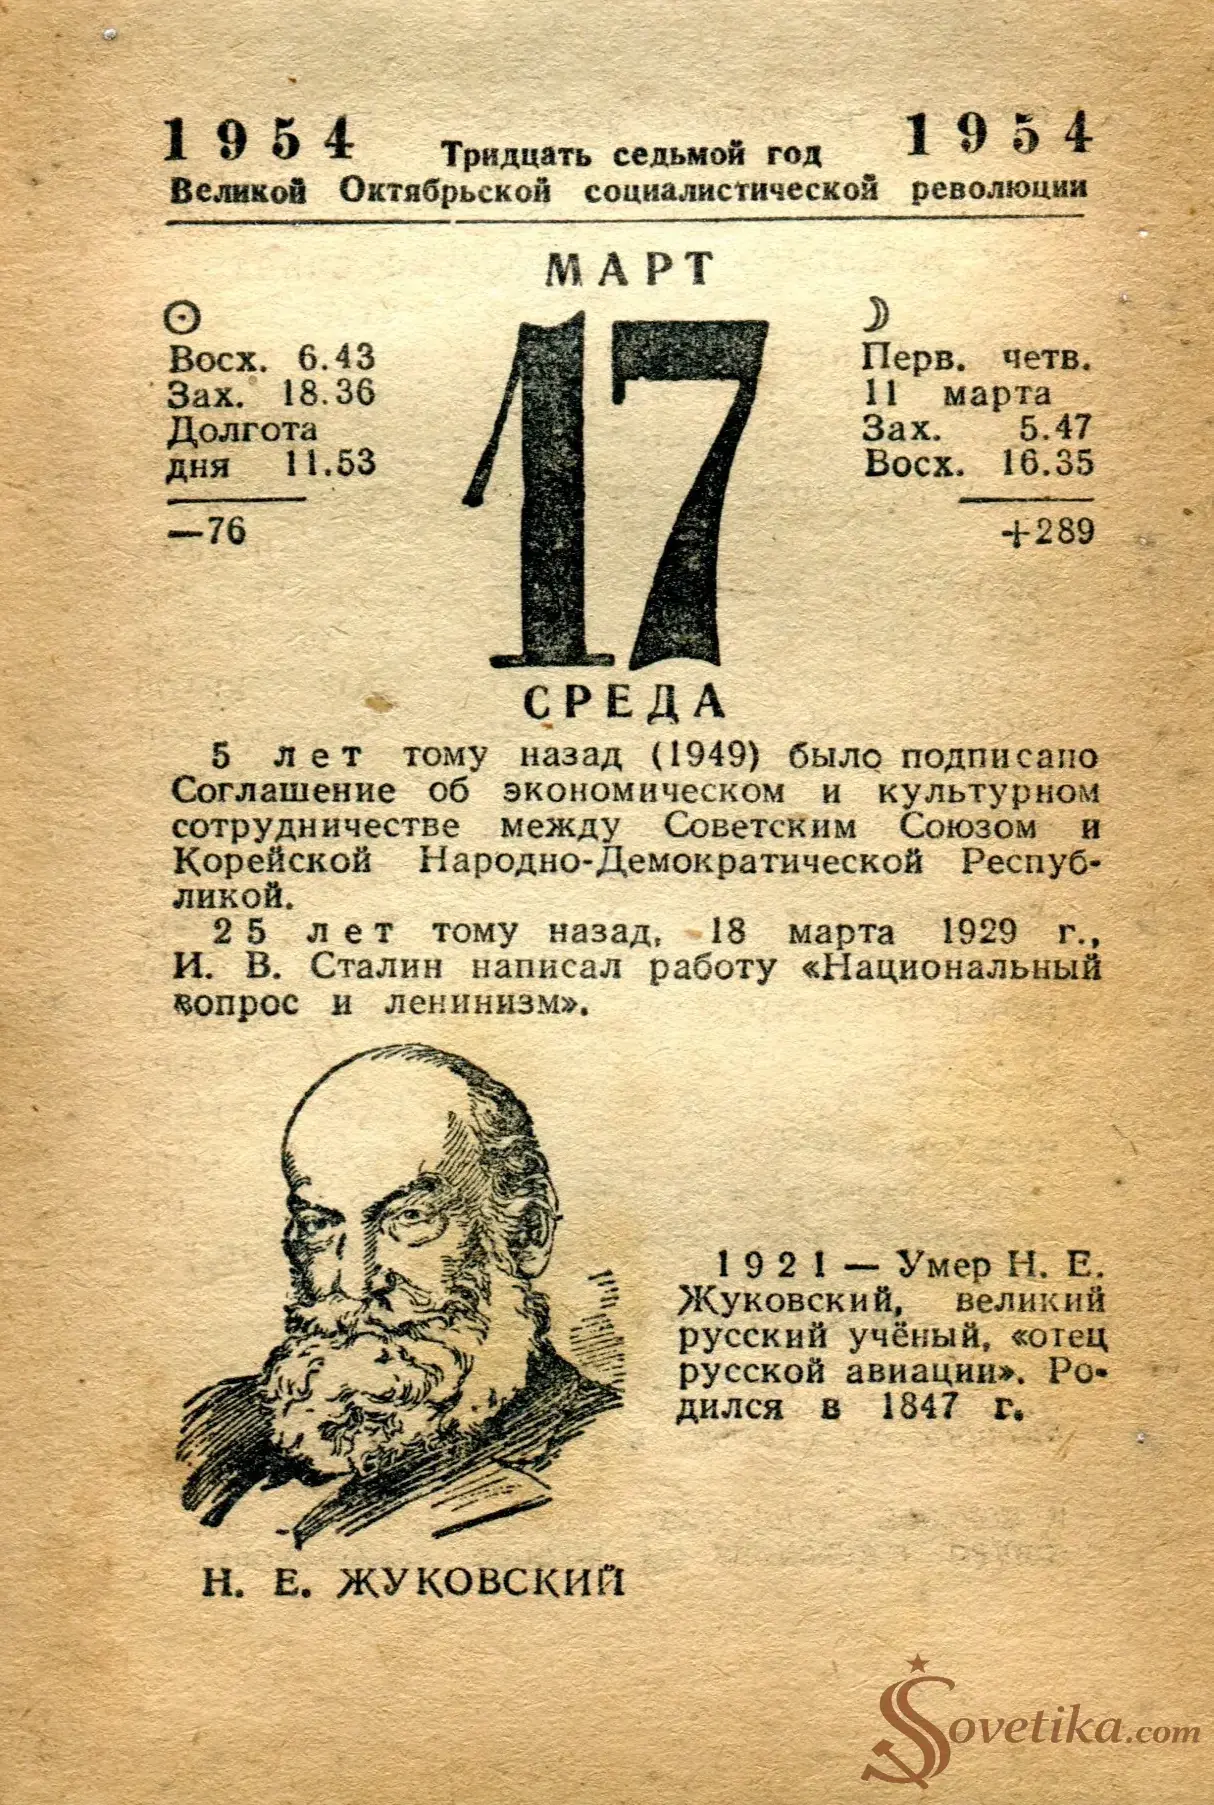 1954 Тридцать седьмой год 1954
Великой Октябрьской социалистической революции
МАРТ
Восх. 6.43
Зах. 18.36
Долгота
дня 11.53
—76
17
Перв. четв.
11 марта
Зах. 5.47
Восх. 16.35
+289
СРЕДА
5 лет тому назад (1949) было подписано
Соглашение об экономическом и культурном
сотрудничестве между Советским Союзом и
Корейской Народно-Демократической Респуб-
ликой.
25 лет тому назад, 18 марта 1929 г.,
И. В. Сталин написал работу «Национальный
вопрос и ленинизм».
1921 — Умер Н. Е.
Жуковский, великий
русский учёный, «отец
русской авиации». Ро-
дился в 1847 г.
Н. Е. ЖУКОВСКИЙ
Sovetika.com